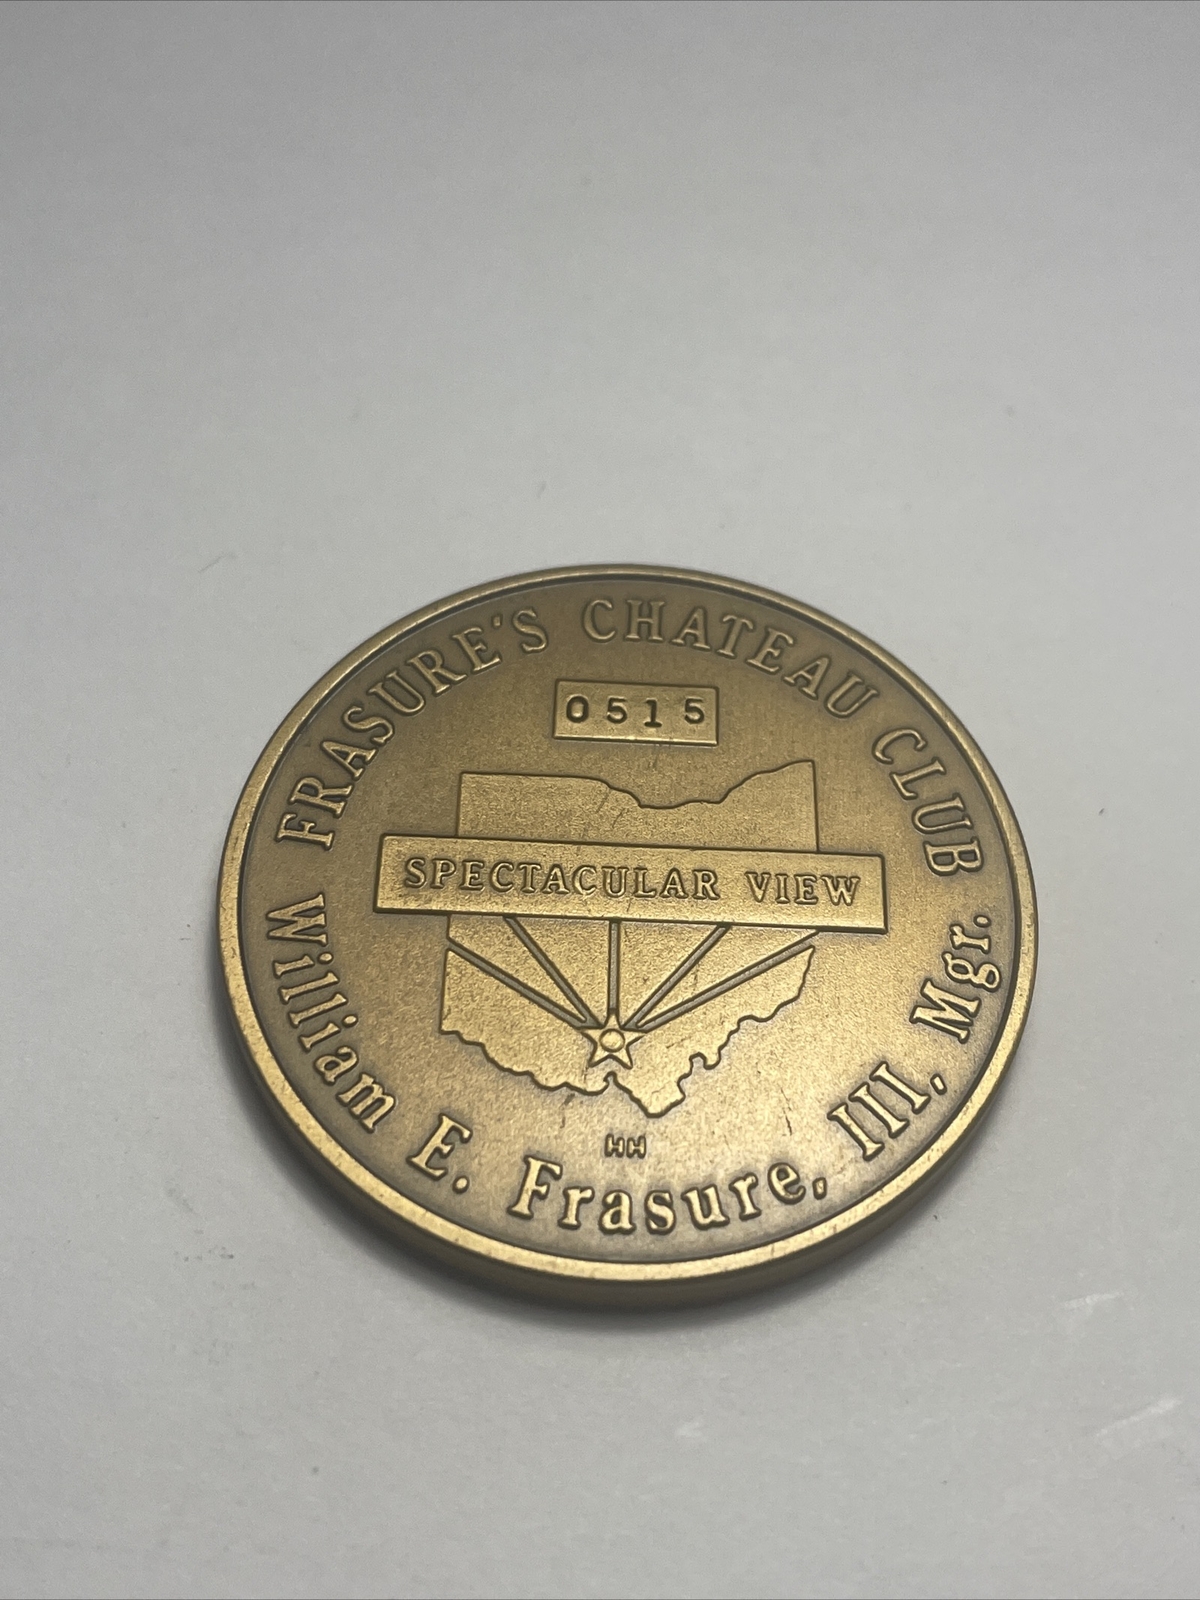 FRASURE'S CHATEAU CLUB
0515
SPECTACULAR VIEW
HH
William E. Frasure, III, Mgr.